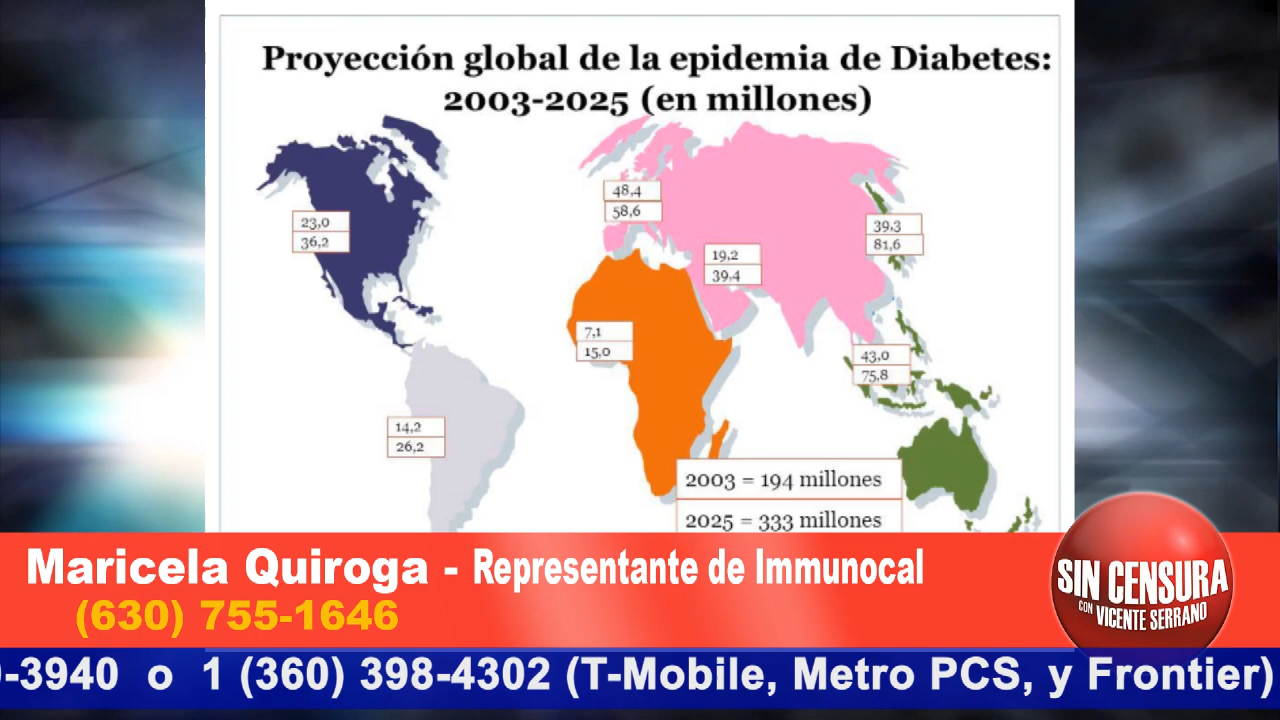 Proyección global de la epidemia de Diabetes:
2003-2025 (en millones)
23,0
36,2
48,4
58,6
39,3
81,6
19,2
39,4
7,1
15,0
43,0
75,8
14,2
26,2
2003 = 194 millones
2025 = 333 millones
Maricela Quiroga - Representante de Immunocal
(630) 755-1646
SIN CENSURA
CON
VICENTE SERRANO
-3940 o 1 (360) 398-4302 (T-Mobile, Metro PCS, y Frontier)